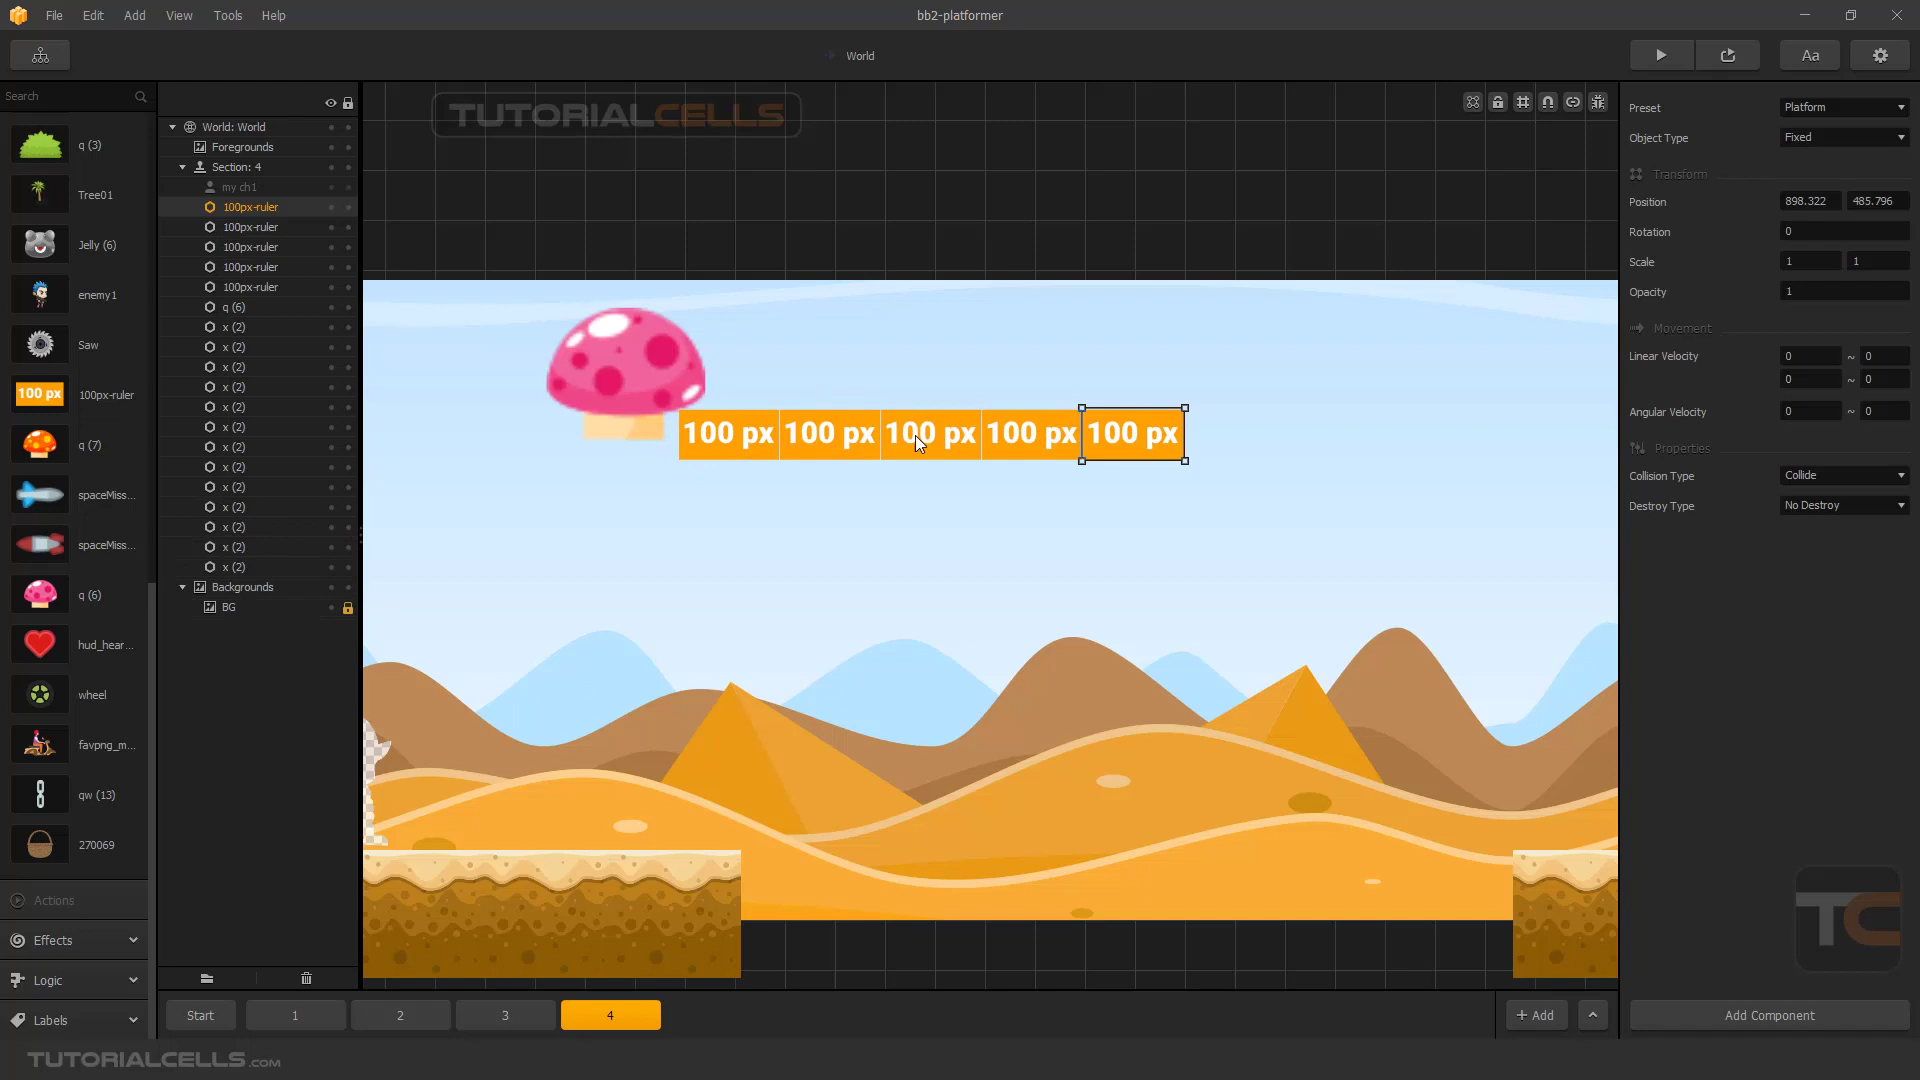 File Edit View Add Tools Help
bb2-platformer
World
Aa
Search
q (3)
Tree01
Jelly (6)
enemy1
Saw
100 px
100px-ruler
q (7)
spaceMiss...
spaceMiss...
q (6)
hud_hear...
wheel
favpng_m...
qw (13)
270069
Actions
Effects
Logic
Labels
World: World
Foregrounds
Section: 4
my ch1
100px-ruler
100px-ruler
100px-ruler
100px-ruler
100px-ruler
q (6)
x (2)
x (2)
x (2)
x (2)
x (2)
x (2)
x (2)
x (2)
x (2)
x (2)
x (2)
x (2)
x (2)
Backgrounds
BG
TUTORIALCELLS
100 px 100 px 100 px 100 px 100 px
Preset Platform
Object Type Fixed
Transform
Position 898.322 485.796
Rotation 0
Scale 1 1
Opacity 1
Movement
Linear Velocity 0 ~ 0
0 ~ 0
Angular Velocity 0 ~ 0
Properties
Collision Type Collide
Destroy Type No Destroy
TC
Start 1 2 3 4
+ Add
Add Component
TUTORIALCELLS.COM